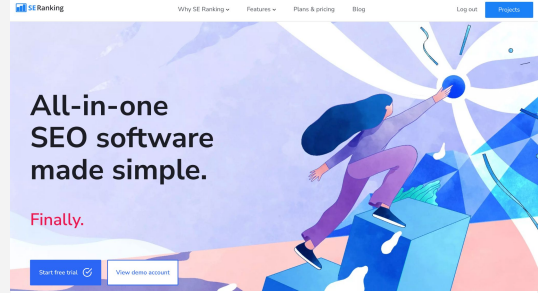 SE Ranking
Why SE Ranking
Features
Plans & pricing
Blog
Log out
Projects
All-in-one
SEO software
made simple.
Finally.
Start free trial
View demo account